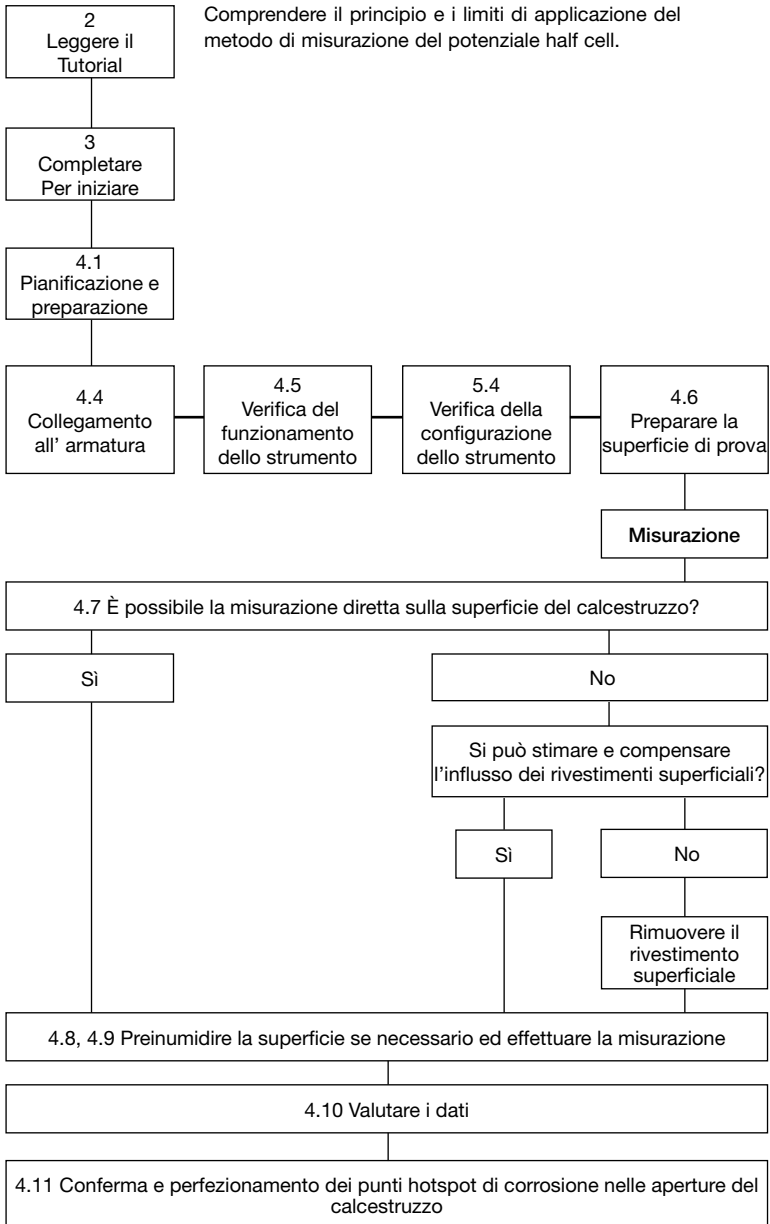 2
Leggere il
Tutorial
Comprendere il principio e i limiti di applicazione del
metodo di misurazione del potenziale half cell.
3
Completare
Per iniziare
4.1
Pianificazione e
preparazione
4.4
Collegamento
all' armatura
4.5
Verifica del
funzionamento
dello strumento
5.4
Verifica della
configurazione
dello strumento
4.6
Preparare la
superficie di prova
Misurazione
4.7 È possibile la misurazione diretta sulla superficie del calcestruzzo?
Sì
No
Si può stimare e compensare
l'influsso dei rivestimenti superficiali?
Sì
No
Rimuovere il
rivestimento
superficiale
4.8, 4.9 Preinumidire la superficie se necessario ed effettuare la misurazione
4.10 Valutare i dati
4.11 Conferma e perfezionamento dei punti hotspot di corrosione nelle aperture del
calcestruzzo